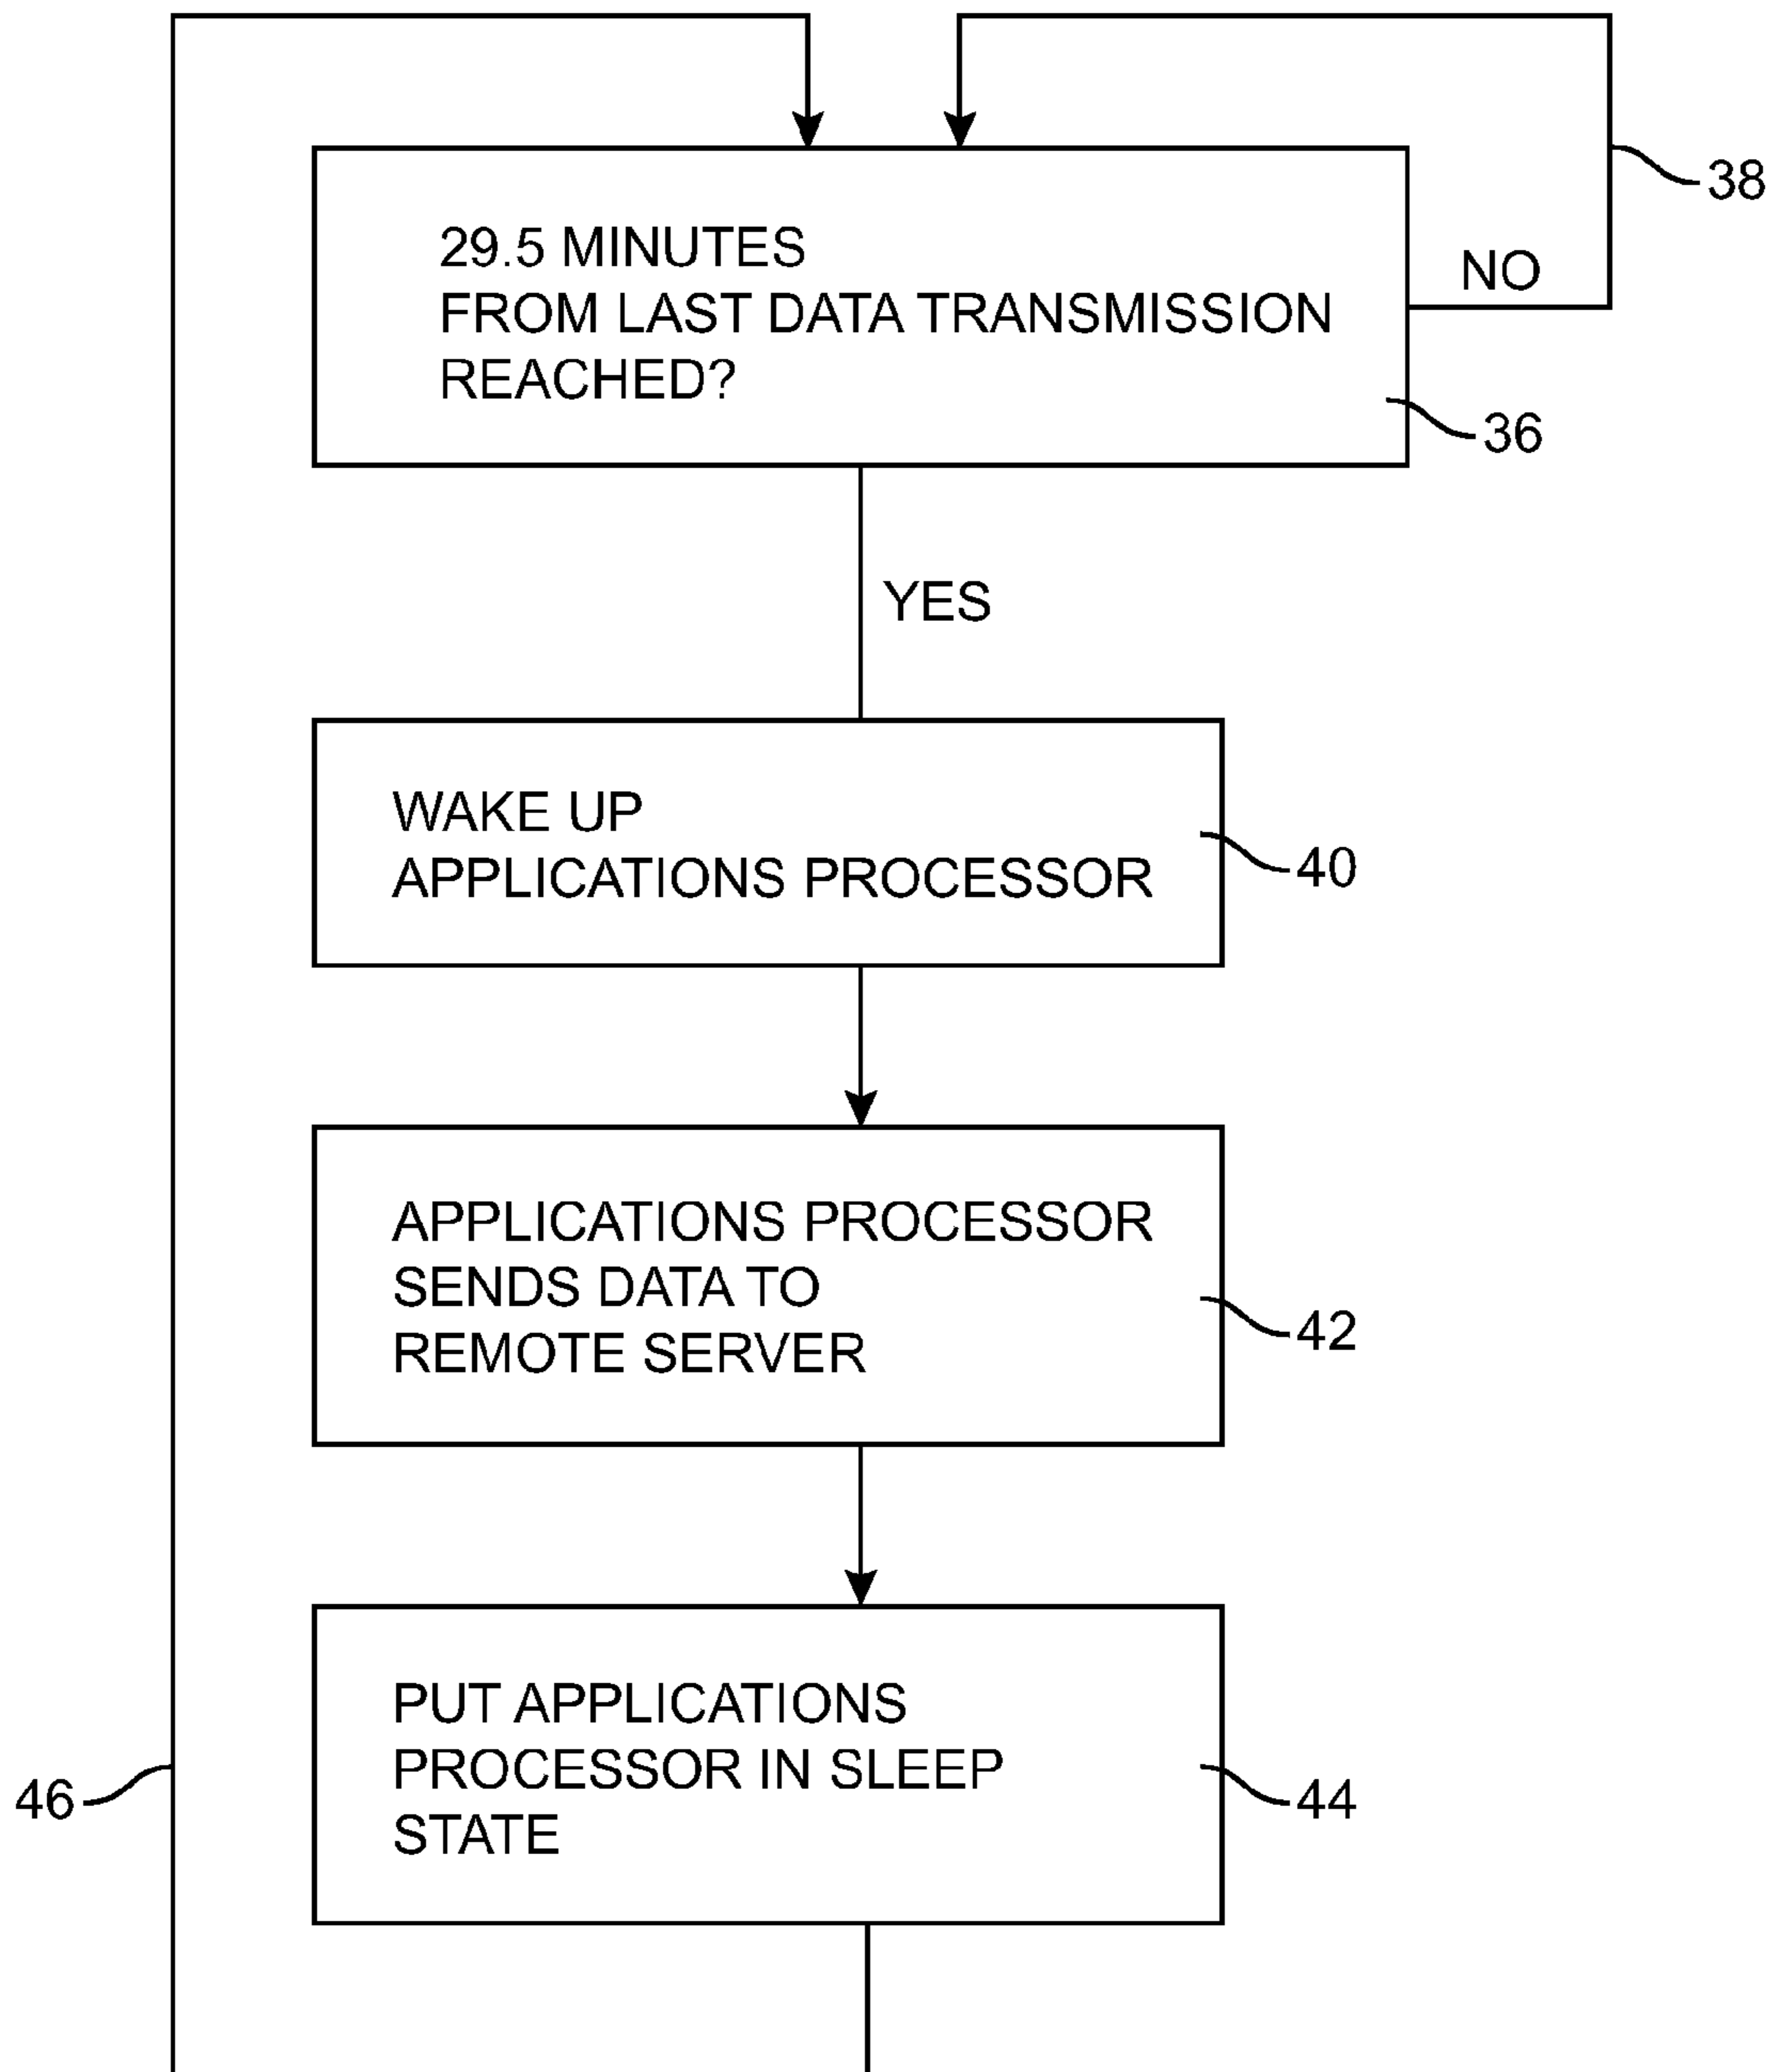 29.5 MINUTES
FROM LAST DATA TRANSMISSION
REACHED?
NO
38
36
YES
WAKE UP
APPLICATIONS PROCESSOR
40
APPLICATIONS PROCESSOR
SENDS DATA TO
REMOTE SERVER
42
PUT APPLICATIONS
PROCESSOR IN SLEEP
STATE
44
46